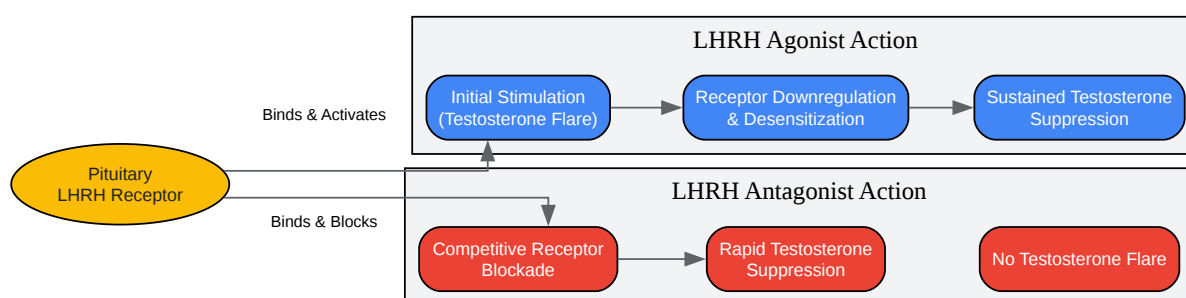 LHRH Agonist Action
Initial Stimulation
(Testosterone Flare)
Receptor Downregulation
& Desensitization
Sustained Testosterone
Suppression
Binds & Activates
Pituitary
LHRH Receptor
Binds & Blocks
LHRH Antagonist Action
Competitive Receptor
Blockade
Rapid Testosterone
Suppression
No Testosterone Flare